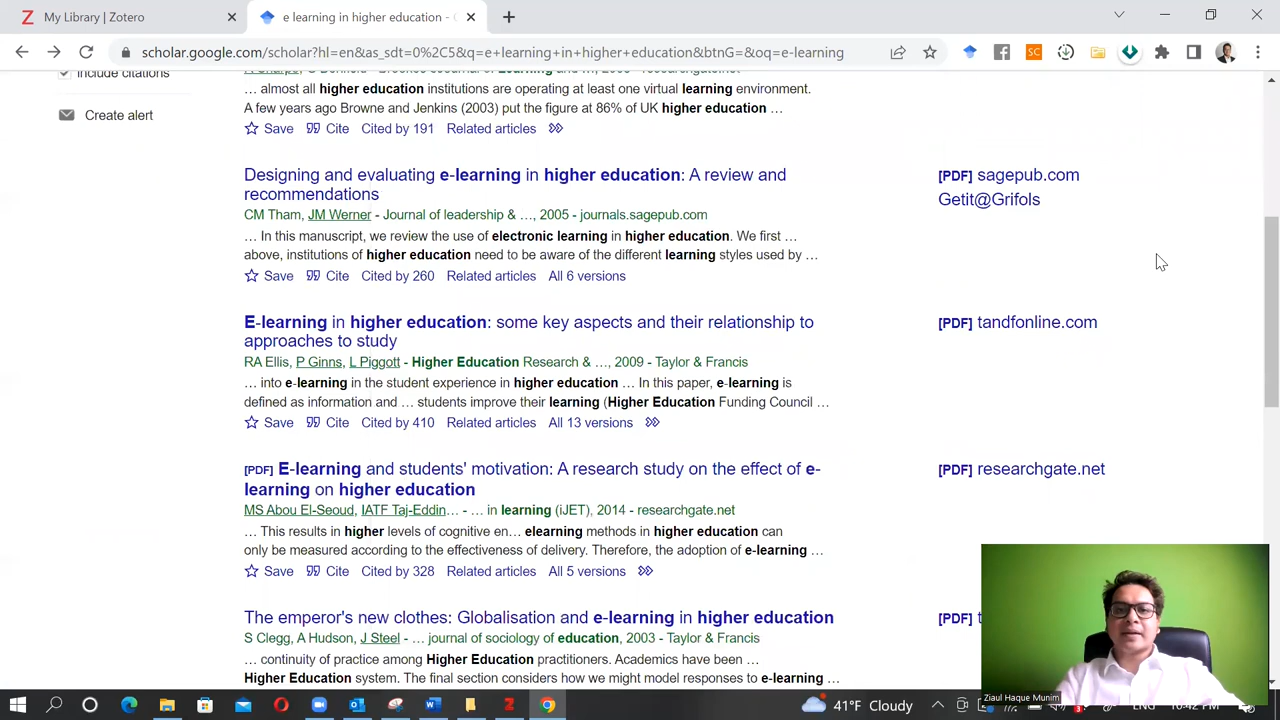 My Library | Zotero
e learning in higher education -
scholar.google.com/scholar?hl=en&as_sdt=0%2C5&q=e+learning+in+higher+education&btnG=&oq=e-learning
include citations
Create alert
… almost all higher education institutions are operating at least one virtual learning environment.
A few years ago Browne and Jenkins (2003) put the figure at 86% of UK higher education …
Save Cite Cited by 191 Related articles
Designing and evaluating e-learning in higher education: A review and
recommendations
[PDF] sagepub.com
Getit@Grifols
CM Tham, JM Werner - Journal of leadership & …, 2005 - journals.sagepub.com
… In this manuscript, we review the use of electronic learning in higher education. We first …
above, institutions of higher education need to be aware of the different learning styles used by …
Save Cite Cited by 260 Related articles All 6 versions
E-learning in higher education: some key aspects and their relationship to
approaches to study
[PDF] tandfonline.com
RA Ellis, P Ginns, L Piggott - Higher Education Research & …, 2009 - Taylor & Francis
… into e-learning in the student experience in higher education … In this paper, e-learning is
defined as information and … students improve their learning (Higher Education Funding Council …
Save Cite Cited by 410 Related articles All 13 versions
[PDF] E-learning and students' motivation: A research study on the effect of e-
learning on higher education
[PDF] researchgate.net
MS Abou El-Seoud, IATF Taj-Eddin… - … in learning (iJET), 2014 - researchgate.net
… This results in higher levels of cognitive en… elearning methods in higher education can
only be measured according to the effectiveness of delivery. Therefore, the adoption of e-learning …
Save Cite Cited by 328 Related articles All 5 versions
The emperor's new clothes: Globalisation and e-learning in higher education
[PDF]
S Clegg, A Hudson, J Steel - … journal of sociology of education, 2003 - Taylor & Francis
… continuity of practice among Higher Education practitioners. Academics have been …
Higher Education system. The final section considers how we might model responses to e-learning …
Ziaul Haque Munim
41°F Cloudy
ENG
10:42 PM